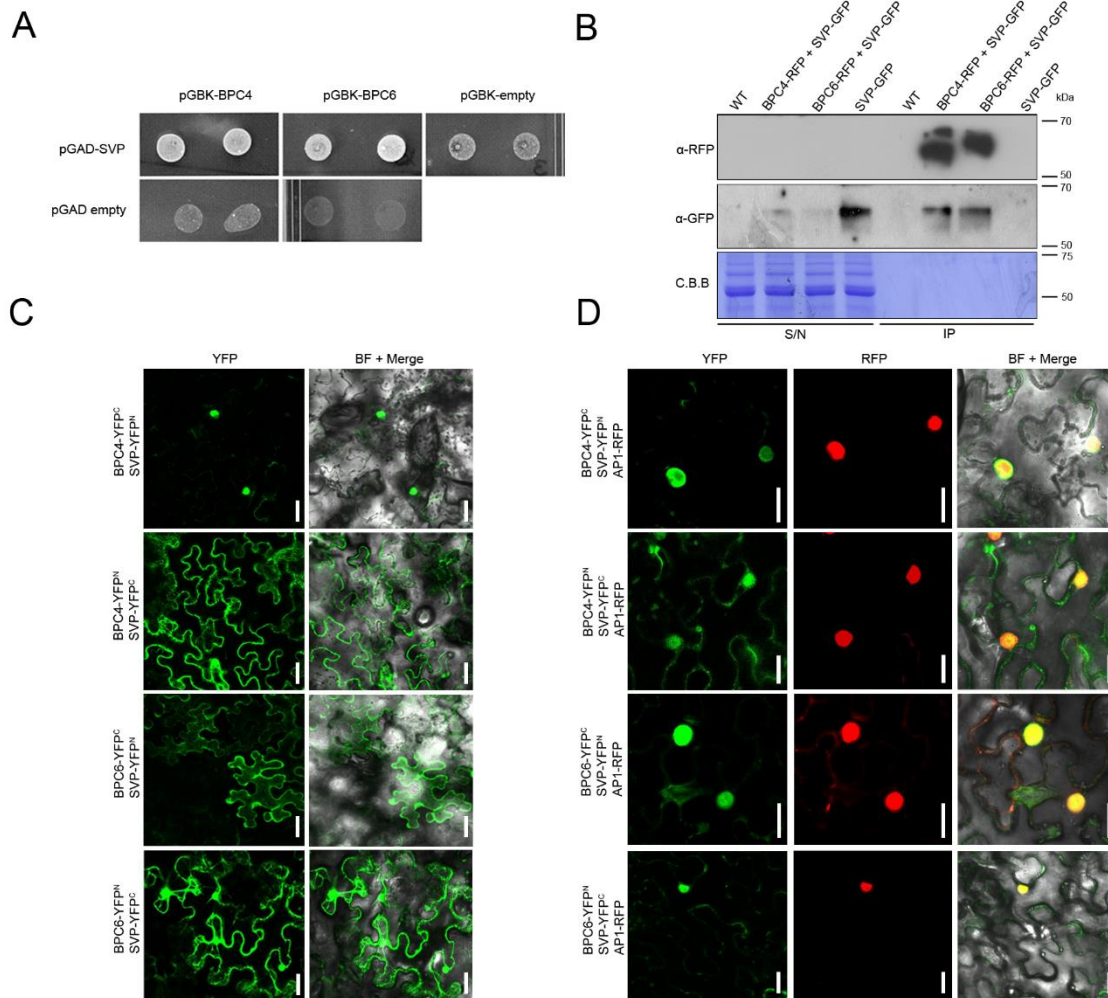 A
pGBK-BPC4 pGBK-BPC6 pGBK-empty
pGAD-SVP
pGAD empty
B
WT BPC4-RFP + SVP-GFP BPC6-RFP + SVP-GFP SVP-GFP WT BPC4-RFP + SVP-GFP BPC6-RFP + SVP-GFP SVP-GFP
kDa
α-RFP
70
50
α-GFP
70
50
C.B.B
75
50
S/N IP
C
YFP BF + Merge
BPC4-YFPᶜ
SVP-YFPᴺ
BPC4-YFPᴺ
SVP-YFPᶜ
BPC6-YFPᶜ
SVP-YFPᴺ
BPC6-YFPᴺ
SVP-YFPᶜ
D
YFP RFP BF + Merge
BPC4-YFPᶜ
SVP-YFPᴺ
AP1-RFP
BPC4-YFPᴺ
SVP-YFPᶜ
AP1-RFP
BPC6-YFPᶜ
SVP-YFPᴺ
AP1-RFP
BPC6-YFPᴺ
SVP-YFPᶜ
AP1-RFP